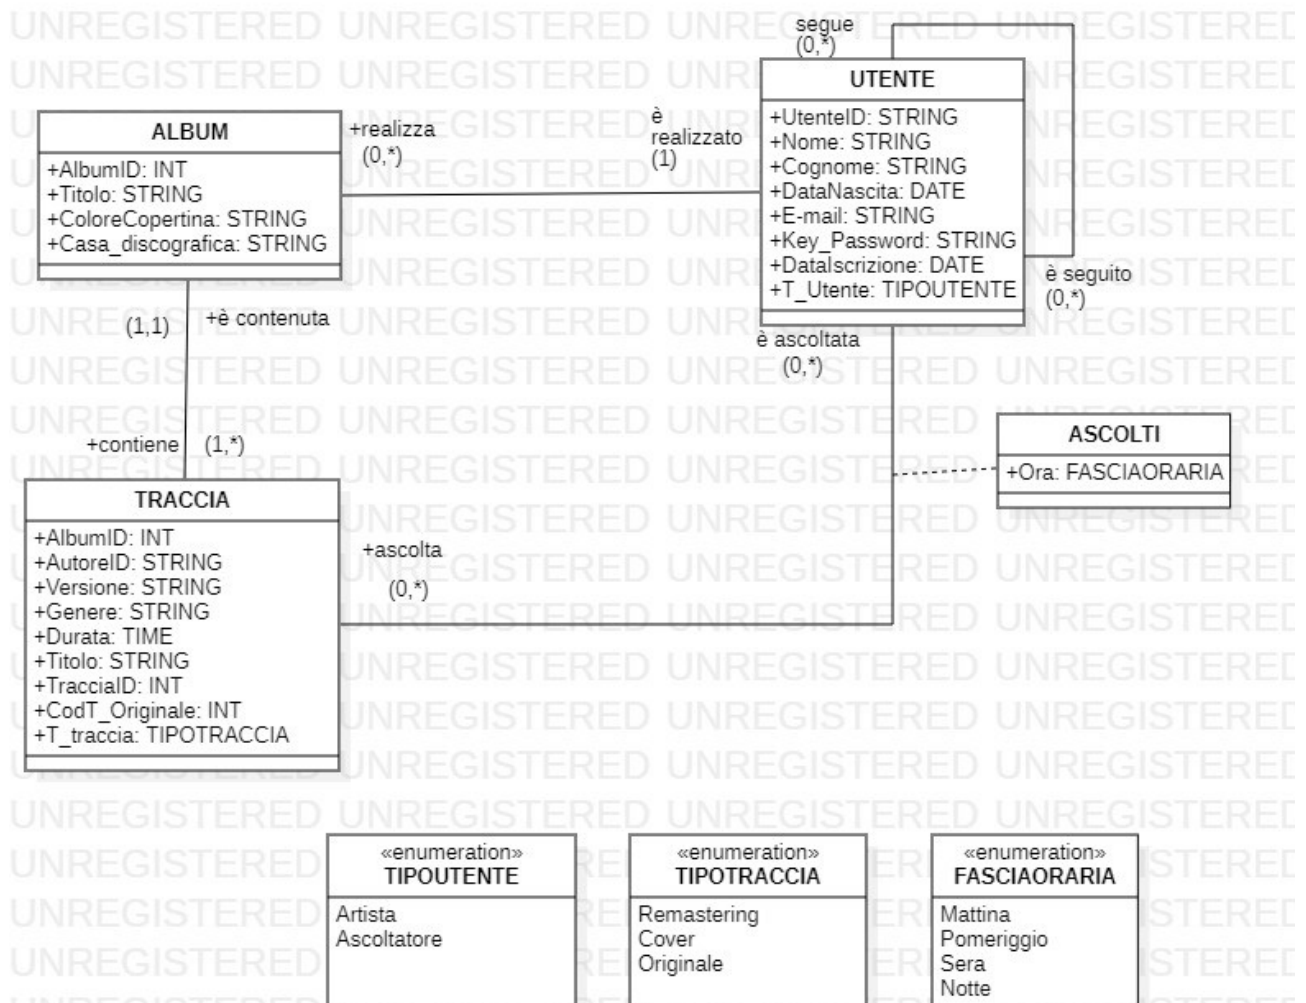 segue
(0,*)
UTENTE
+UtenteID: STRING
+Nome: STRING
+Cognome: STRING
+DataNascita: DATE
+E-mail: STRING
+Key_Password: STRING
+DataIscrizione: DATE
+T_Utente: TIPOUTENTE
ALBUM
+AlbumID: INT
+Titolo: STRING
+ColoreCopertina: STRING
+Casa_discografica: STRING
+realizza
(0,*)
è
realizzato
(1)
è seguito
(0,*)
(1,1)
+è contenuta
è ascoltata
(0,*)
+contiene
(1,*)
ASCOLTI
+Ora: FASCIAORARIA
TRACCIA
+AlbumID: INT
+AutoreID: STRING
+Versione: STRING
+Genere: STRING
+Durata: TIME
+Titolo: STRING
+TracciaID: INT
+CodT_Originale: INT
+T_traccia: TIPOTRACCIA
+ascolta
(0,*)
«enumeration»
TIPOUTENTE
Artista
Ascoltatore
«enumeration»
TIPOTRACCIA
Remastering
Cover
Originale
«enumeration»
FASCIAORARIA
Mattina
Pomeriggio
Sera
Notte
UNREGISTERED